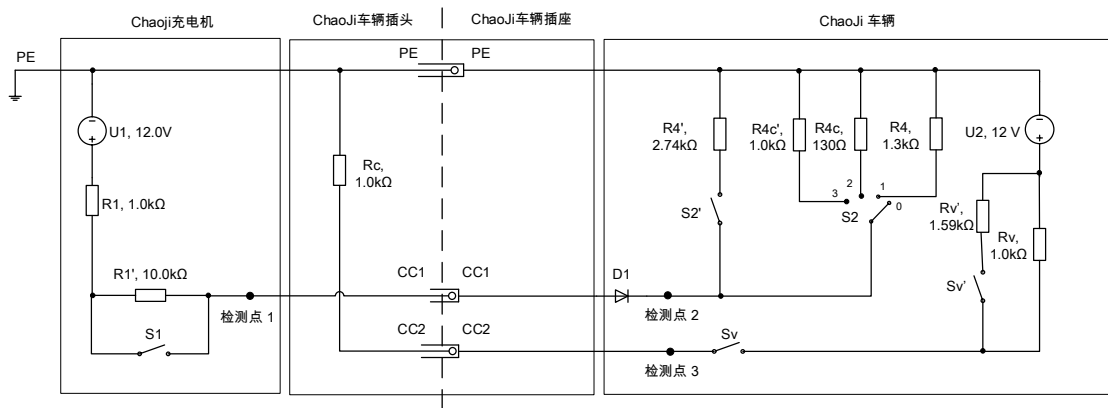 Chaoji充电机
ChaoJi车辆插头
ChaoJi车辆插座
ChaoJi 车辆
PE
PE
PE
U1, 12.0V
R1, 1.0kΩ
R1', 10.0kΩ
S1
检测点 1
Rc,
1.0kΩ
CC1
CC1
CC2
CC2
D1
检测点 2
检测点 3
Sv
R4',
2.74kΩ
S2'
R4c',
1.0kΩ
R4c,
130Ω
R4,
1.3kΩ
3
2
1
0
S2
U2, 12 V
Rv’,
1.59kΩ
Rv,
1.0kΩ
Sv’